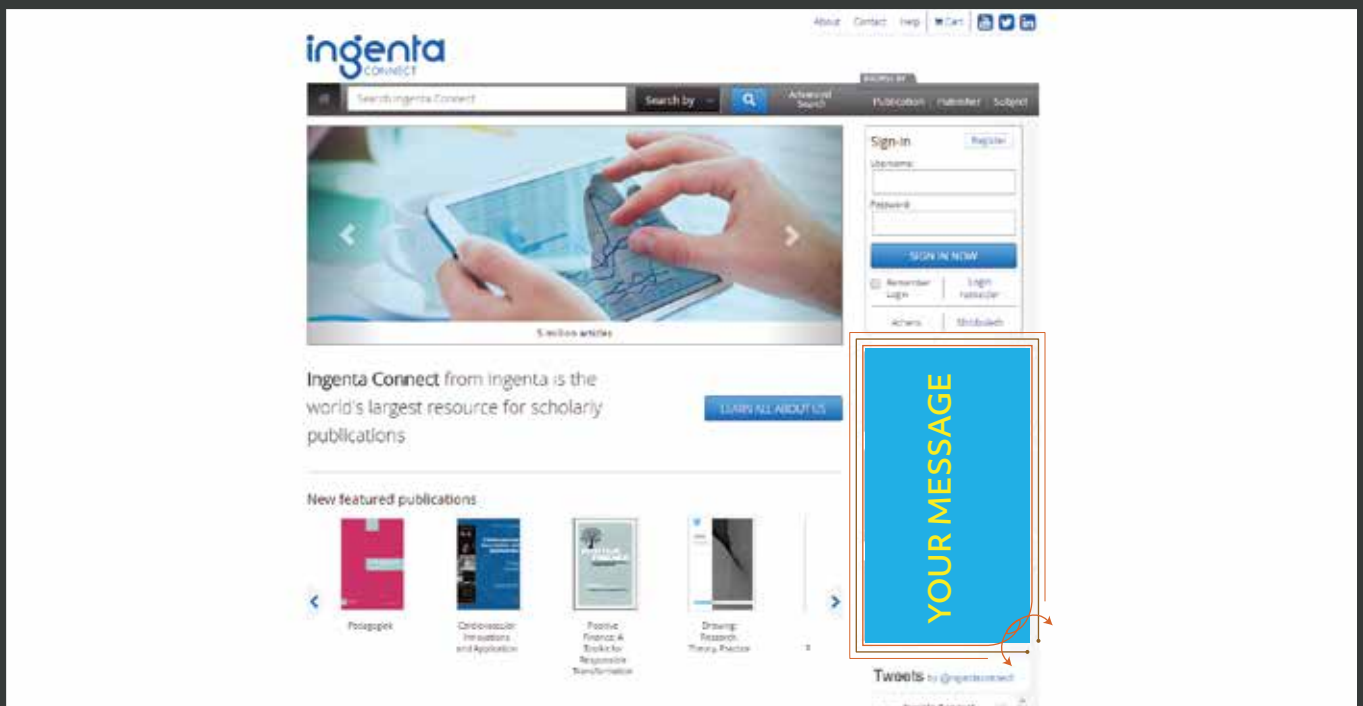 About Contact Help Cart
ingenta
CONNECT
BROWSE BY
Search Ingenta Connect
Search by
Advanced
Search
Publication Publisher Subject
Sign-in
Register
Username:
Password:
SIGN IN NOW
Remember
Login
Login
Athens
Shibboleth
5 million articles
Ingenta Connect from ingenta is the
world's largest resource for scholarly
publications
LEARN ALL ABOUT US
YOUR MESSAGE
New featured publications
Pedagogiek
Cardiovascular
Innovations
and Application
Positive
Finance: A
Toolkit for
Responsible
Transformation
Drawing:
Research,
Theory, Practice
Tweets by @ingentaconnect